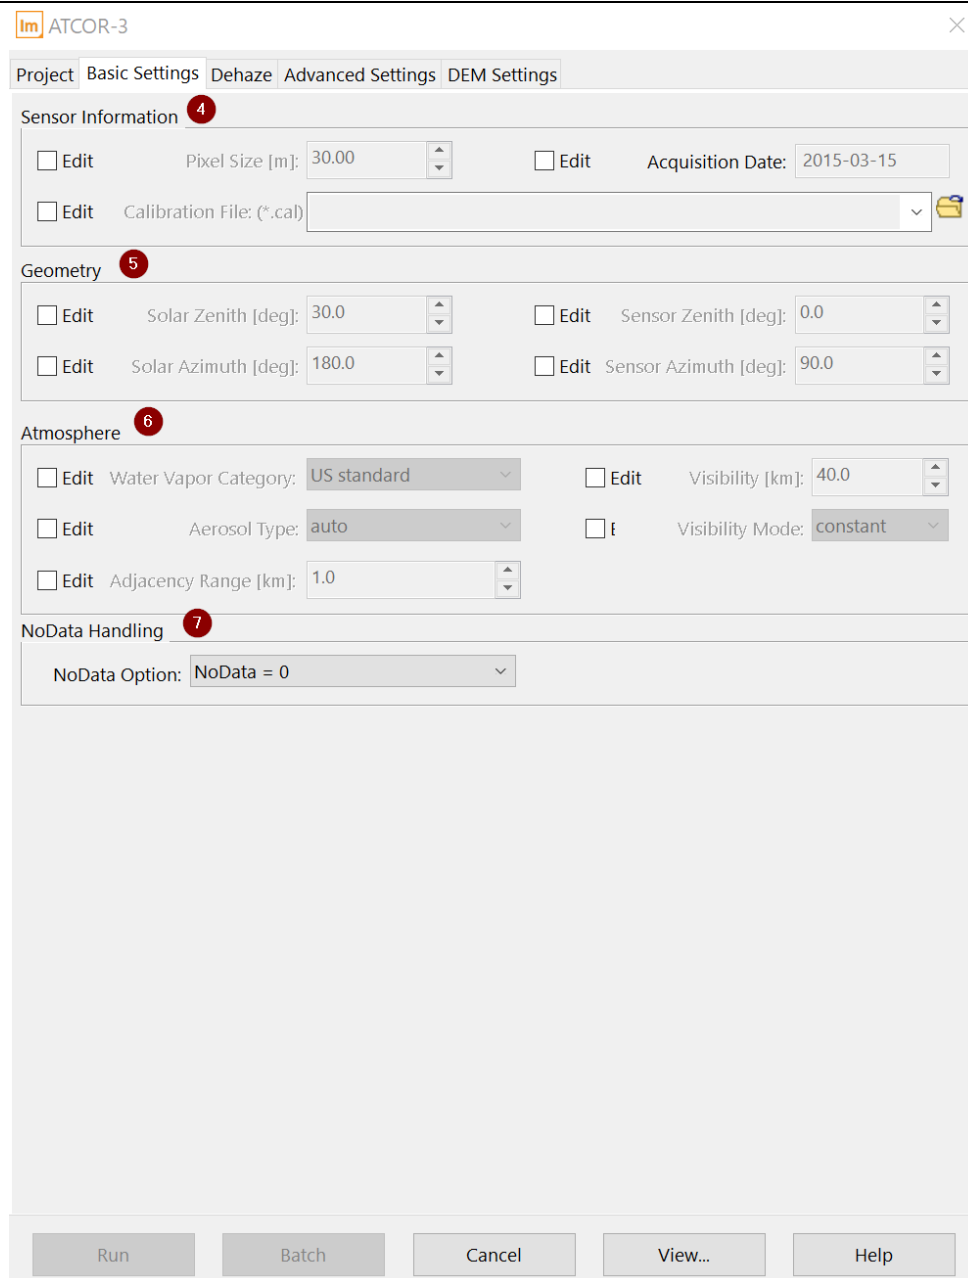 Im ATCOR-3
Project Basic Settings Dehaze Advanced Settings DEM Settings
Sensor Information 4
Edit Pixel Size [m]: 30.00 Edit Acquisition Date: 2015-03-15
Edit Calibration File: (*.cal)
Geometry 5
Edit Solar Zenith [deg]: 30.0 Edit Sensor Zenith [deg]: 0.0
Edit Solar Azimuth [deg]: 180.0 Edit Sensor Azimuth [deg]: 90.0
Atmosphere 6
Edit Water Vapor Category: US standard Edit Visibility [km]: 40.0
Edit Aerosol Type: auto E Visibility Mode: constant
Edit Adjacency Range [km]: 1.0
NoData Handling 7
NoData Option: NoData = 0
Run Batch Cancel View... Help